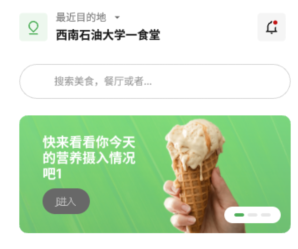 最近目的地
西南石油大学一食堂
搜索美食，餐厅或者...
快来看看你今天
的营养摄入情况
吧1
进入